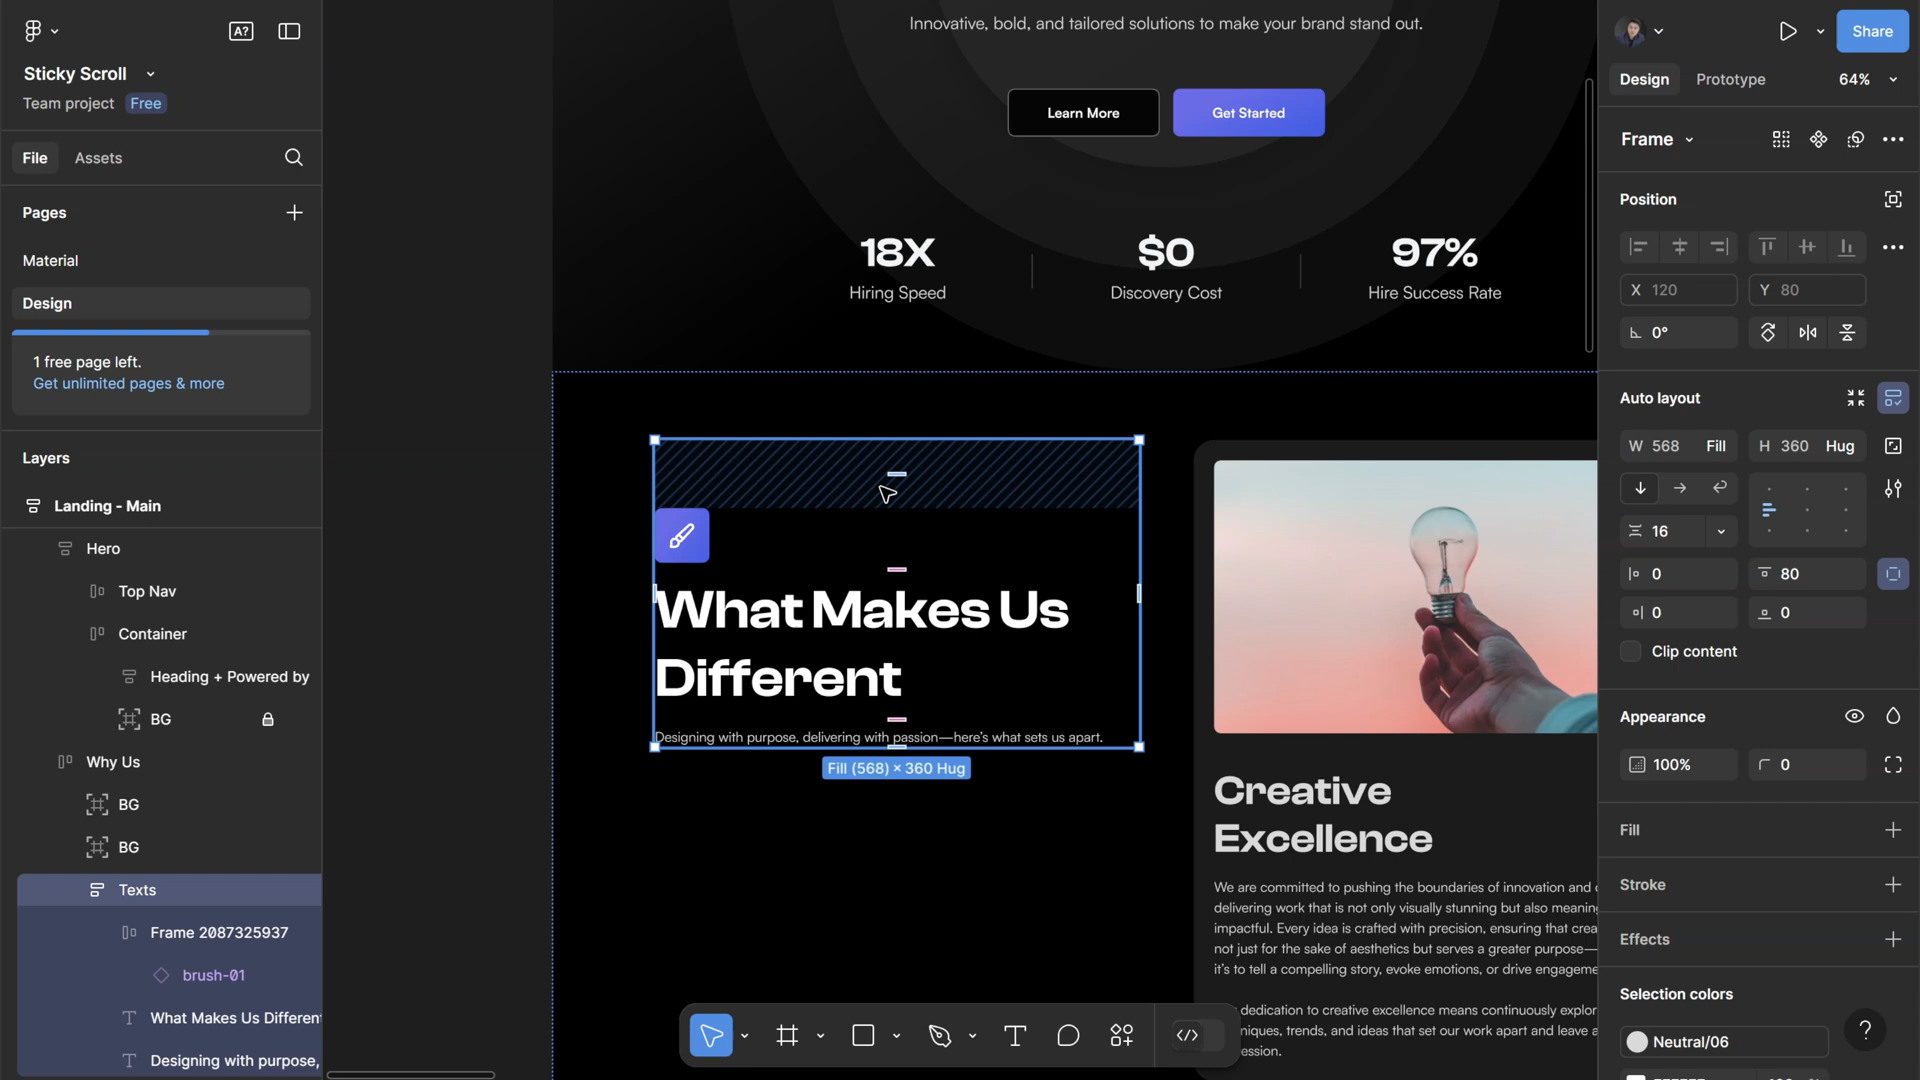 A?
Sticky Scroll
Team project Free
File Assets
Pages
Material
Design
1 free page left.
Get unlimited pages & more
Layers
Landing - Main
Hero
Top Nav
Container
Heading + Powered by
BG
Why Us
BG
BG
Texts
Frame 2087325937
brush-01
What Makes Us Different
Designing with purpose,
Innovative, bold, and tailored solutions to make your brand stand out.
Learn More Get Started
18X $0 97%
Hiring Speed Discovery Cost Hire Success Rate
What Makes Us
Different
Designing with purpose, delivering with passion—here's what sets us apart.
Fill (568) × 360 Hug
Creative
Excellence
We are committed to pushing the boundaries of innovation and
delivering work that is not only visually stunning but also
impactful. Every idea is crafted with precision, ensuring that
not just for the sake of aesthetics but serves a greater purpose—
it's to tell a compelling story, evoke emotions, or drive
dedication to creative excellence means continuously
trends, and ideas that set our work apart and leave a
Share
Design Prototype 64%
Frame
Position
X 120 Y 80
0°
Auto layout
W 568 Fill H 360 Hug
16
0 80
0 0
Clip content
Appearance
100% 0
Fill
Stroke
Effects
Selection colors
Neutral/06
?